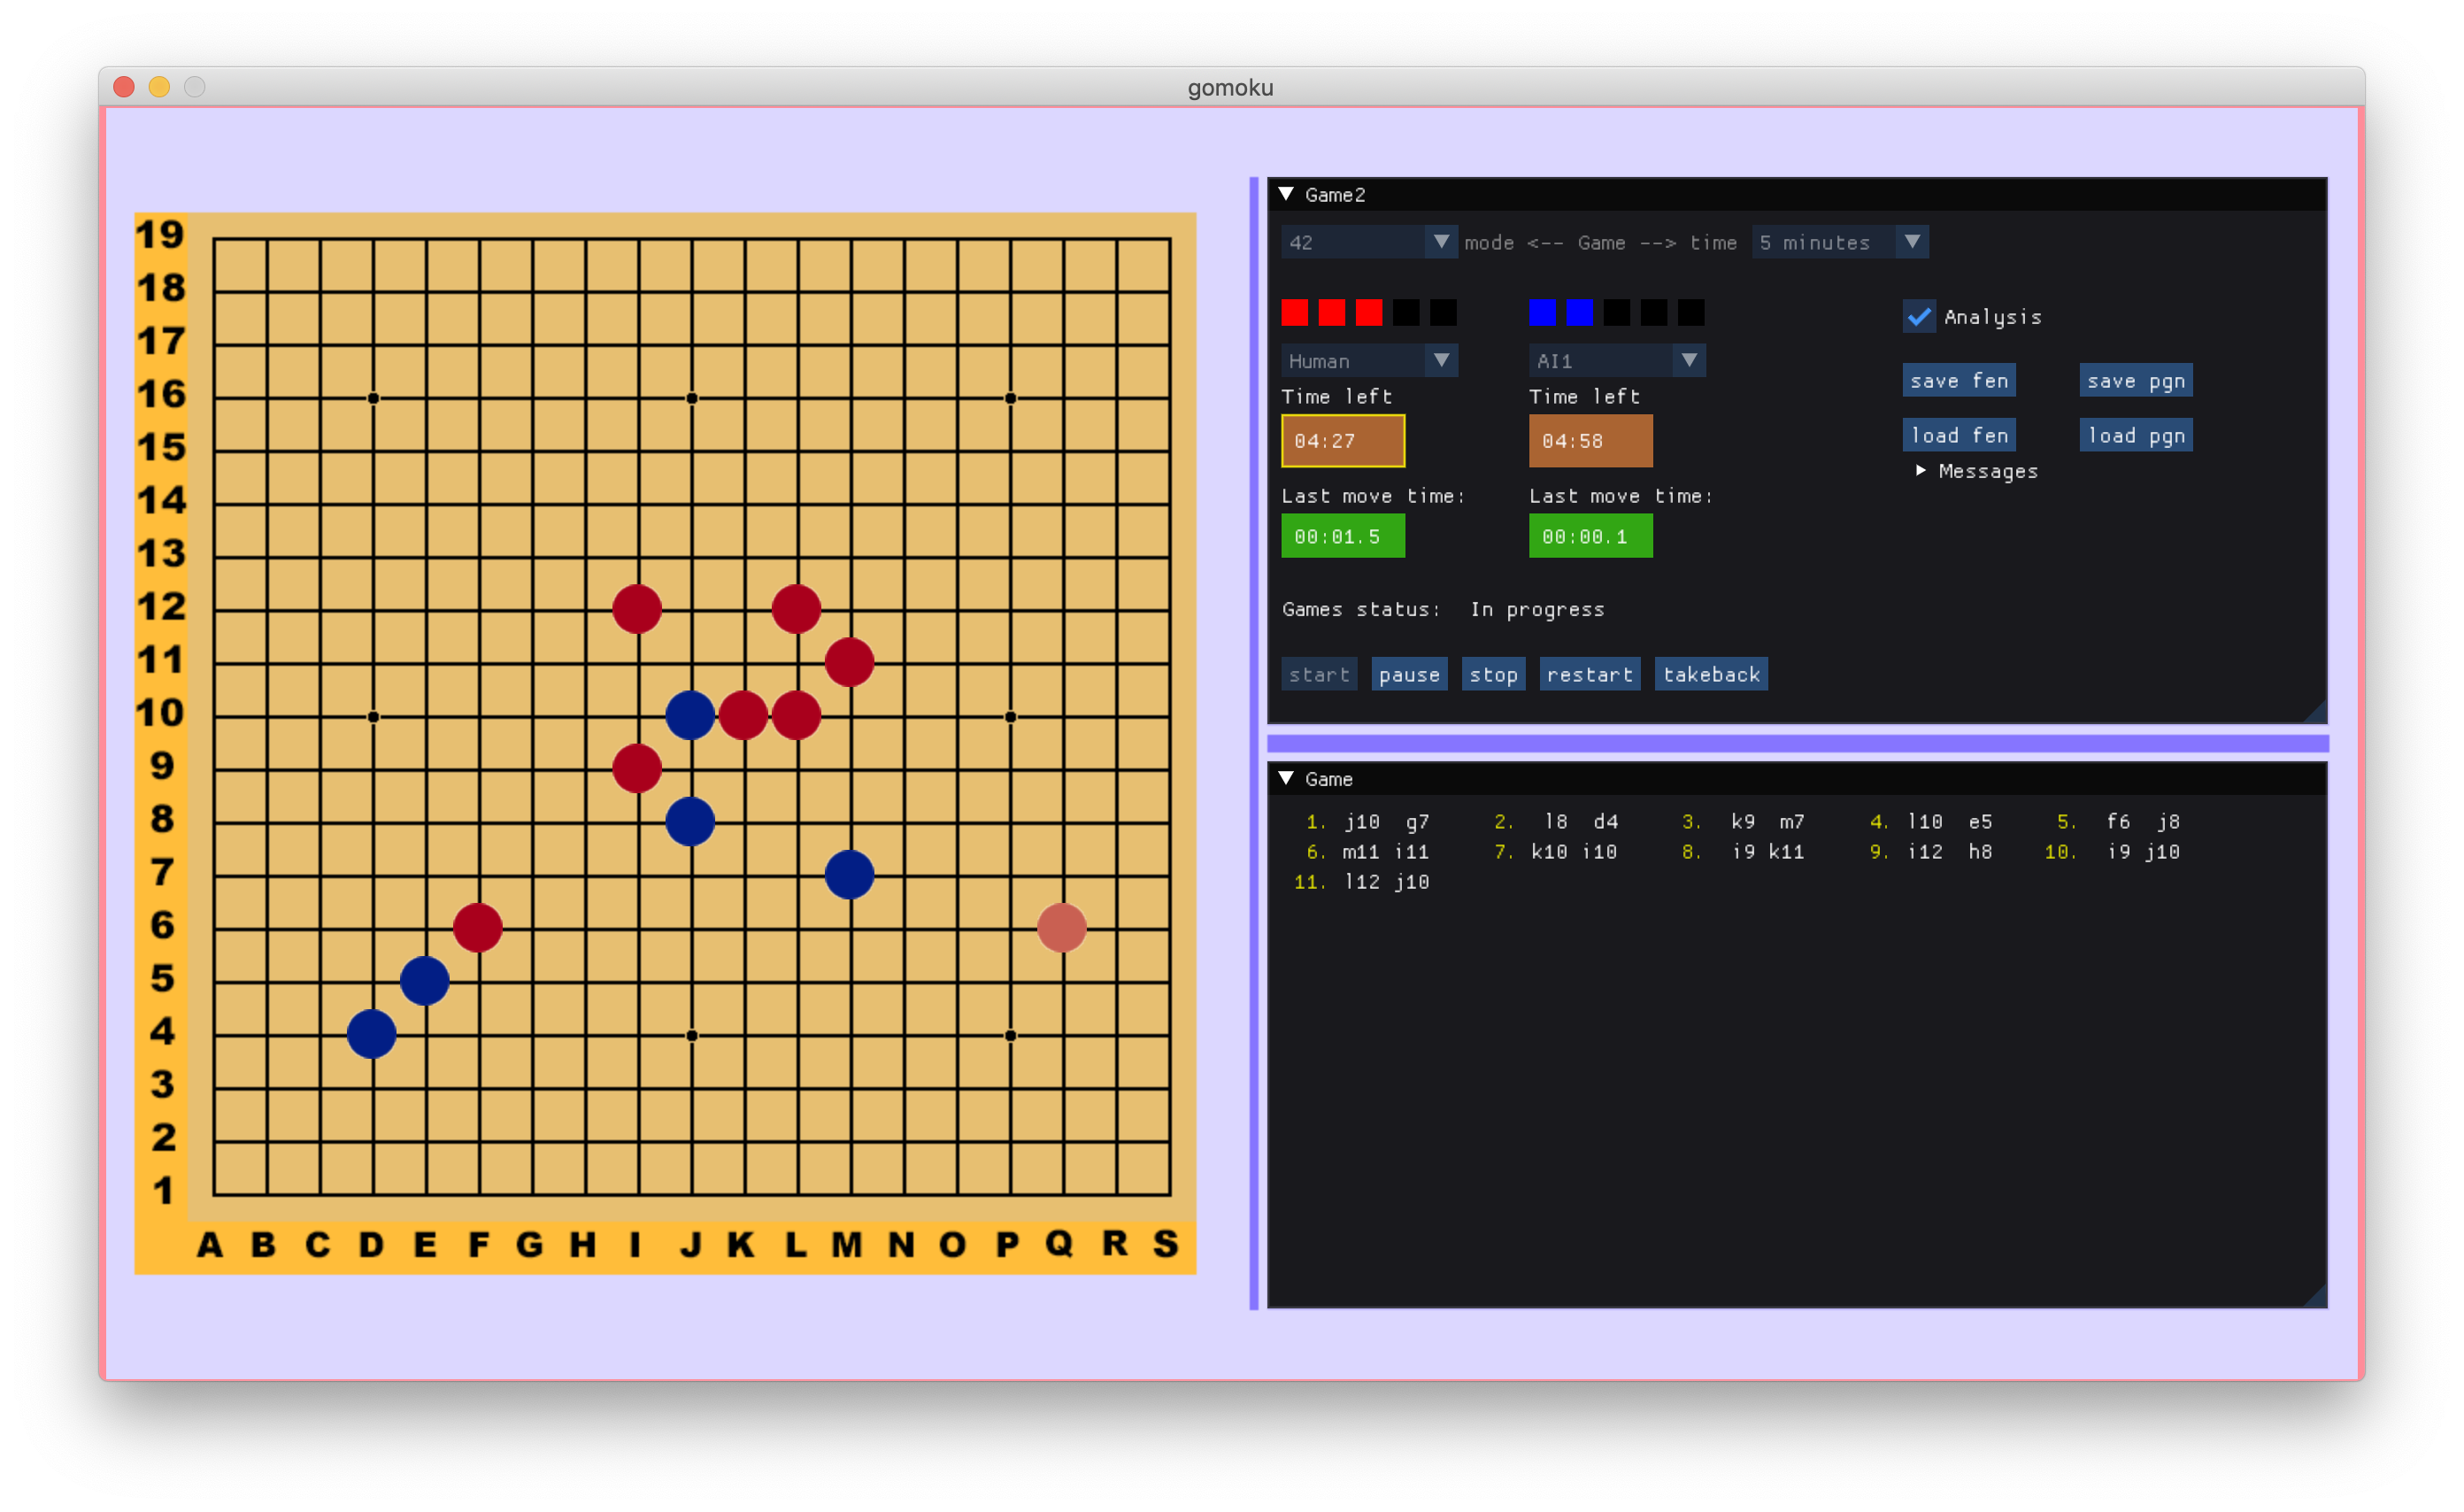 gomoku
19
18
17
16
15
14
13
12
11
10
9
8
7
6
5
4
3
2
1
A B C D E F G H I J K L M N O P Q R S
Game2
42 mode <-- Game --> time 5 minutes
Human AI1
Time left Time left
04:27 04:58
Last move time: Last move time:
00:01.5 00:00.1
Games status: In progress
start pause stop restart takeback
Analysis
save fen save pgn
load fen load pgn
Messages
Game
1. j10 g7 2. l8 d4 3. k9 m7 4. l10 e5 5. f6 j8
6. m11 i11 7. k10 i10 8. i9 k11 9. i12 h8 10. i9 j10
11. l12 j10